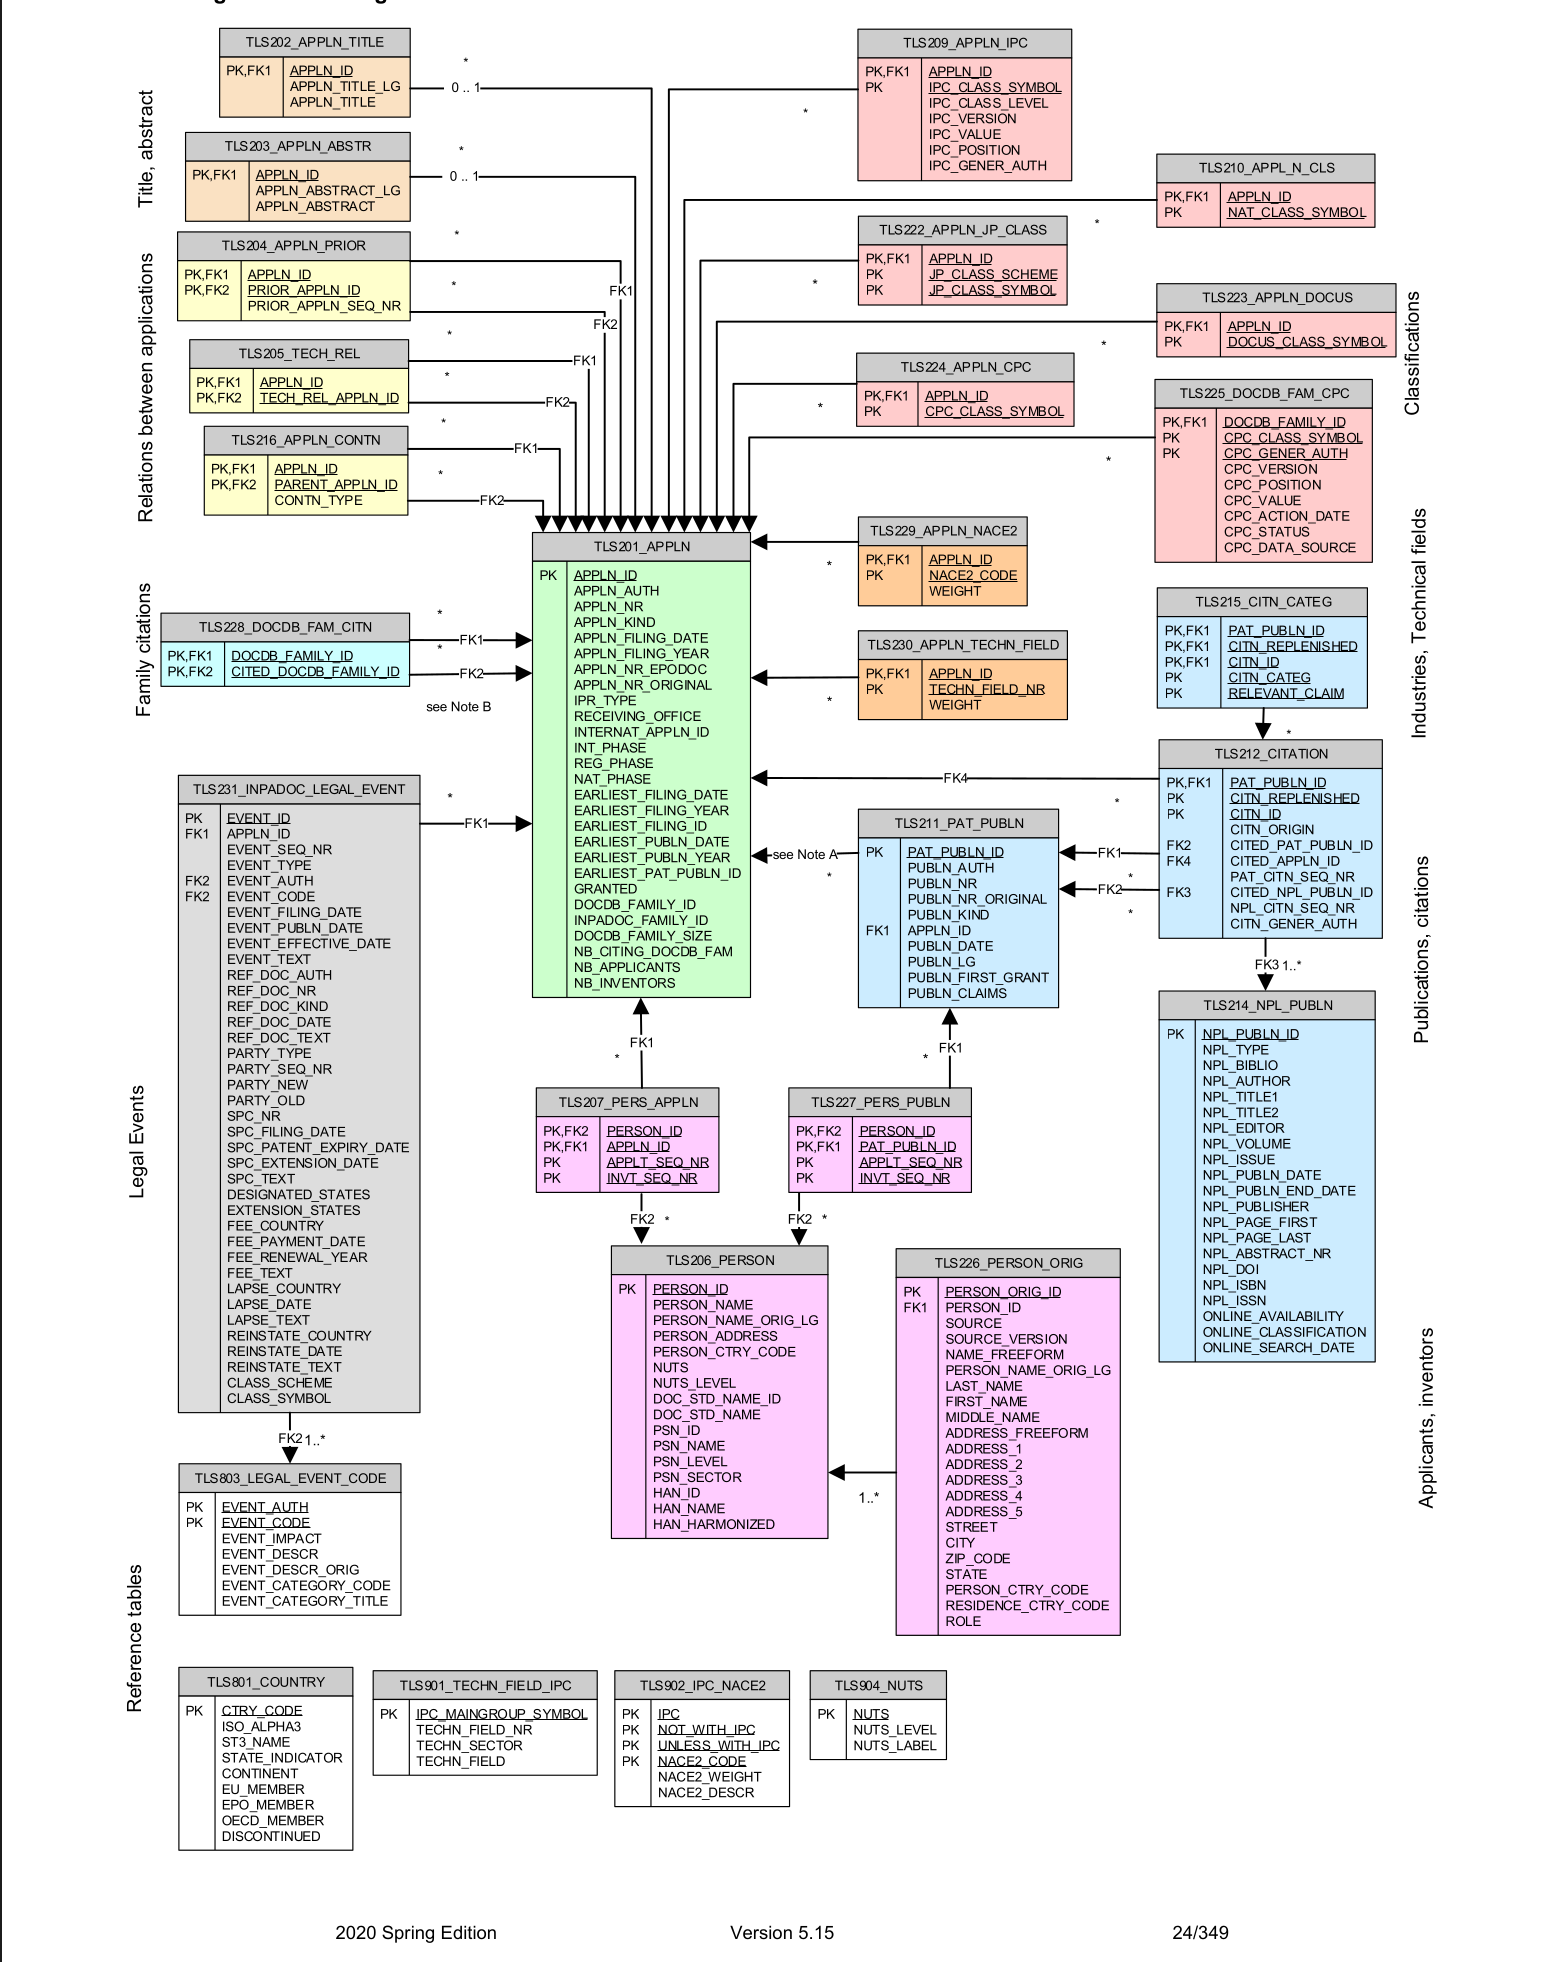 TLS202_APPLN_TITLE
PK,FK1 APPLN_ID
APPLN_TITLE_LG
APPLN_TITLE
*
0 .. 1
TLS203_APPLN_ABSTR
PK,FK1 APPLN_ID
APPLN_ABSTRACT_LG
APPLN_ABSTRACT
*
0 .. 1
Title, abstract
TLS204_APPLN_PRIOR
PK,FK1 APPLN_ID
PK,FK2 PRIOR_APPLN_ID
PRIOR_APPLN_SEQ_NR
*
*
FK1
FK2
TLS205_TECH_REL
PK,FK1 APPLN_ID
PK,FK2 TECH_REL_APPLN_ID
*
*
FK1
FK2
TLS216_APPLN_CONTN
PK,FK1 APPLN_ID
PK,FK2 PARENT_APPLN_ID
CONTN_TYPE
*
*
FK1
FK2
Relations between applications
TLS209_APPLN_IPC
PK,FK1 APPLN_ID
PK IPC_CLASS_SYMBOL
IPC_CLASS_LEVEL
IPC_VERSION
IPC_VALUE
IPC_POSITION
IPC_GENER_AUTH
*
TLS210_APPL_N_CLS
PK,FK1 APPLN_ID
PK NAT_CLASS_SYMBOL
*
TLS222_APPLN_JP_CLASS
PK,FK1 APPLN_ID
PK JP_CLASS_SCHEME
PK JP_CLASS_SYMBOL
*
TLS223_APPLN_DOCUS
PK,FK1 APPLN_ID
PK DOCUS_CLASS_SYMBOL
*
TLS224_APPLN_CPC
PK,FK1 APPLN_ID
PK CPC_CLASS_SYMBOL
*
TLS225_DOCDB_FAM_CPC
PK,FK1 DOCDB_FAMILY_ID
PK CPC_CLASS_SYMBOL
PK CPC_GENER_AUTH
CPC_VERSION
CPC_POSITION
CPC_VALUE
CPC_ACTION_DATE
CPC_STATUS
CPC_DATA_SOURCE
*
Classifications
TLS201_APPLN
PK APPLN_ID
APPLN_AUTH
APPLN_NR
APPLN_KIND
APPLN_FILING_DATE
APPLN_FILING_YEAR
APPLN_NR_EPODOC
APPLN_NR_ORIGINAL
IPR_TYPE
RECEIVING_OFFICE
INTERNAT_APPLN_ID
INT_PHASE
REG_PHASE
NAT_PHASE
EARLIEST_FILING_DATE
EARLIEST_FILING_YEAR
EARLIEST_FILING_ID
EARLIEST_PUBLN_DATE
EARLIEST_PUBLN_YEAR
EARLIEST_PAT_PUBLN_ID
GRANTED
DOCDB_FAMILY_ID
INPADOC_FAMILY_ID
DOCDB_FAMILY_SIZE
NB_CITING_DOCDB_FAM
NB_APPLICANTS
NB_INVENTORS
TLS229_APPLN_NACE2
PK,FK1 APPLN_ID
PK NACE2_CODE
WEIGHT
*
TLS230_APPLN_TECHN_FIELD
PK,FK1 APPLN_ID
PK TECHN_FIELD_NR
WEIGHT
*
Industries, Technical fields
TLS228_DOCDB_FAM_CITN
PK,FK1 DOCDB_FAMILY_ID
PK,FK2 CITED_DOCDB_FAMILY_ID
*
FK1
*
FK2
see Note B
Family citations
TLS215_CITN_CATEG
PK,FK1 PAT_PUBLN_ID
PK,FK1 CITN_REPLENISHED
PK,FK1 CITN_ID
PK CITN_CATEG
PK RELEVANT_CLAIM
*
TLS212_CITATION
PK,FK1 PAT_PUBLN_ID
PK CITN_REPLENISHED
PK CITN_ID
CITN_ORIGIN
FK2 CITED_PAT_PUBLN_ID
FK4 CITED_APPLN_ID
PAT_CITN_SEQ_NR
FK3 CITED_NPL_PUBLN_ID
NPL_CITN_SEQ_NR
CITN_GENER_AUTH
FK4
*
FK1
*
FK2
*
FK3 1..*
TLS211_PAT_PUBLN
PK PAT_PUBLN_ID
PUBLN_AUTH
PUBLN_NR
PUBLN_NR_ORIGINAL
PUBLN_KIND
FK1 APPLN_ID
PUBLN_DATE
PUBLN_LG
PUBLN_FIRST_GRANT
PUBLN_CLAIMS
see Note A
*
TLS214_NPL_PUBLN
PK NPL_PUBLN_ID
NPL_TYPE
NPL_BIBLIO
NPL_AUTHOR
NPL_TITLE1
NPL_TITLE2
NPL_EDITOR
NPL_VOLUME
NPL_ISSUE
NPL_PUBLN_DATE
NPL_PUBLN_END_DATE
NPL_PUBLISHER
NPL_PAGE_FIRST
NPL_PAGE_LAST
NPL_ABSTRACT_NR
NPL_DOI
NPL_ISBN
NPL_ISSN
ONLINE_AVAILABILITY
ONLINE_CLASSIFICATION
ONLINE_SEARCH_DATE
Publications, citations
TLS231_INPADOC_LEGAL_EVENT
PK EVENT_ID
FK1 APPLN_ID
EVENT_SEQ_NR
EVENT_TYPE
FK2 EVENT_AUTH
FK2 EVENT_CODE
EVENT_FILING_DATE
EVENT_PUBLN_DATE
EVENT_EFFECTIVE_DATE
EVENT_TEXT
REF_DOC_AUTH
REF_DOC_NR
REF_DOC_KIND
REF_DOC_DATE
REF_DOC_TEXT
PARTY_TYPE
PARTY_SEQ_NR
PARTY_NEW
PARTY_OLD
SPC_NR
SPC_FILING_DATE
SPC_PATENT_EXPIRY_DATE
SPC_EXTENSION_DATE
SPC_TEXT
DESIGNATED_STATES
EXTENSION_STATES
FEE_COUNTRY
FEE_PAYMENT_DATE
FEE_RENEWAL_YEAR
FEE_TEXT
LAPSE_COUNTRY
LAPSE_DATE
LAPSE_TEXT
REINSTATE_COUNTRY
REINSTATE_DATE
REINSTATE_TEXT
CLASS_SCHEME
CLASS_SYMBOL
*
FK1
FK2 1..*
Legal Events
TLS207_PERS_APPLN
PK,FK2 PERSON_ID
PK,FK1 APPLN_ID
PK APPLT_SEQ_NR
PK INVT_SEQ_NR
FK1
*
FK2 *
TLS227_PERS_PUBLN
PK,FK2 PERSON_ID
PK,FK1 PAT_PUBLN_ID
PK APPLT_SEQ_NR
PK INVT_SEQ_NR
FK1
*
FK2 *
TLS206_PERSON
PK PERSON_ID
PERSON_NAME
PERSON_NAME_ORIG_LG
PERSON_ADDRESS
PERSON_CTRY_CODE
NUTS
NUTS_LEVEL
DOC_STD_NAME_ID
DOC_STD_NAME
PSN_ID
PSN_NAME
PSN_LEVEL
PSN_SECTOR
HAN_ID
HAN_NAME
HAN_HARMONIZED
1..*
TLS226_PERSON_ORIG
PK PERSON_ORIG_ID
FK1 PERSON_ID
SOURCE
SOURCE_VERSION
NAME_FREEFORM
PERSON_NAME_ORIG_LG
LAST_NAME
FIRST_NAME
MIDDLE_NAME
ADDRESS_FREEFORM
ADDRESS_1
ADDRESS_2
ADDRESS_3
ADDRESS_4
ADDRESS_5
STREET
CITY
ZIP_CODE
STATE
PERSON_CTRY_CODE
RESIDENCE_CTRY_CODE
ROLE
Applicants, inventors
TLS803_LEGAL_EVENT_CODE
PK EVENT_AUTH
PK EVENT_CODE
EVENT_IMPACT
EVENT_DESCR
EVENT_DESCR_ORIG
EVENT_CATEGORY_CODE
EVENT_CATEGORY_TITLE
Reference tables
TLS801_COUNTRY
PK CTRY_CODE
ISO_ALPHA3
ST3_NAME
STATE_INDICATOR
CONTINENT
EU_MEMBER
EPO_MEMBER
OECD_MEMBER
DISCONTINUED
TLS901_TECHN_FIELD_IPC
PK IPC_MAINGROUP_SYMBOL
TECHN_FIELD_NR
TECHN_SECTOR
TECHN_FIELD
TLS902_IPC_NACE2
PK IPC
PK NOT_WITH_IPC
PK UNLESS_WITH_IPC
PK NACE2_CODE
NACE2_WEIGHT
NACE2_DESCR
TLS904_NUTS
PK NUTS
NUTS_LEVEL
NUTS_LABEL
2020 Spring Edition Version 5.15 24/349